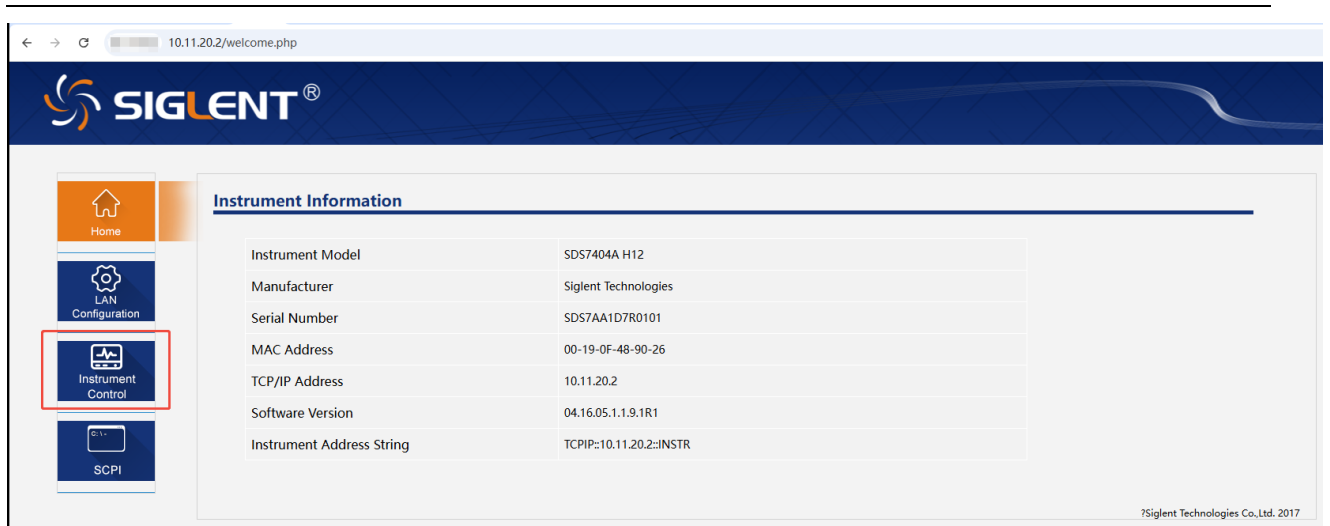 10.11.20.2/welcome.php
SIGLENT®
Home
LAN
Configuration
Instrument
Control
C:\-
SCPI
Instrument Information
Instrument Model SDS7404A H12
Manufacturer Siglent Technologies
Serial Number SDS7AA1D7R0101
MAC Address 00-19-0F-48-90-26
TCP/IP Address 10.11.20.2
Software Version 04.16.05.1.1.9.1R1
Instrument Address String TCPIP::10.11.20.2::INSTR
?Siglent Technologies Co.,Ltd. 2017